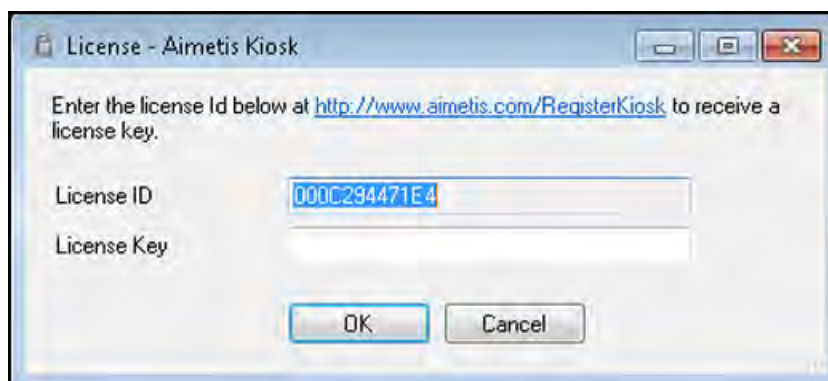 License - Aimetis Kiosk
Enter the license Id below at http://www.aimetis.com/RegisterKiosk to receive a
license key.
License ID 000C294471E4
License Key
OK Cancel